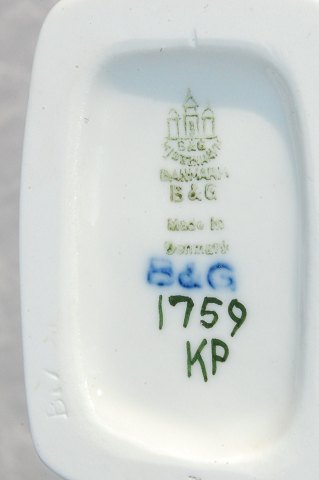 B&G
KJØBENHAVN
DANMARK
B&G
Made in
Denmark
B&G
1759
KP